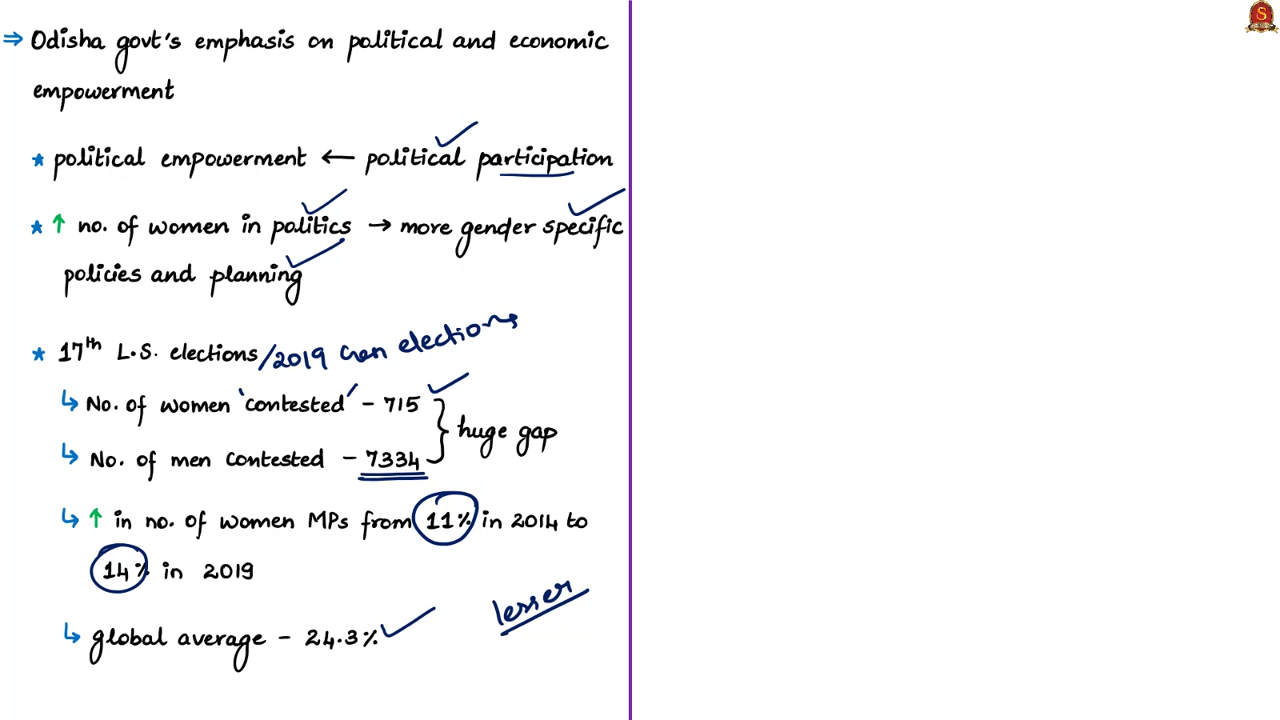 ⇒ Odisha govt's emphasis on political and economic
empowerment
* political empowerment ← political participation
* ↑ no. of women in politics → more gender specific
policies and planning
* 17th L.S. elections /2019 Gen elections
↳ No. of women 'contested' - 715
huge gap
↳ No. of men contested - 7334
↳ ↑ in no. of women MPs from 11% in 2014 to
14% in 2019
lesser
↳ global average - 24.3%
S